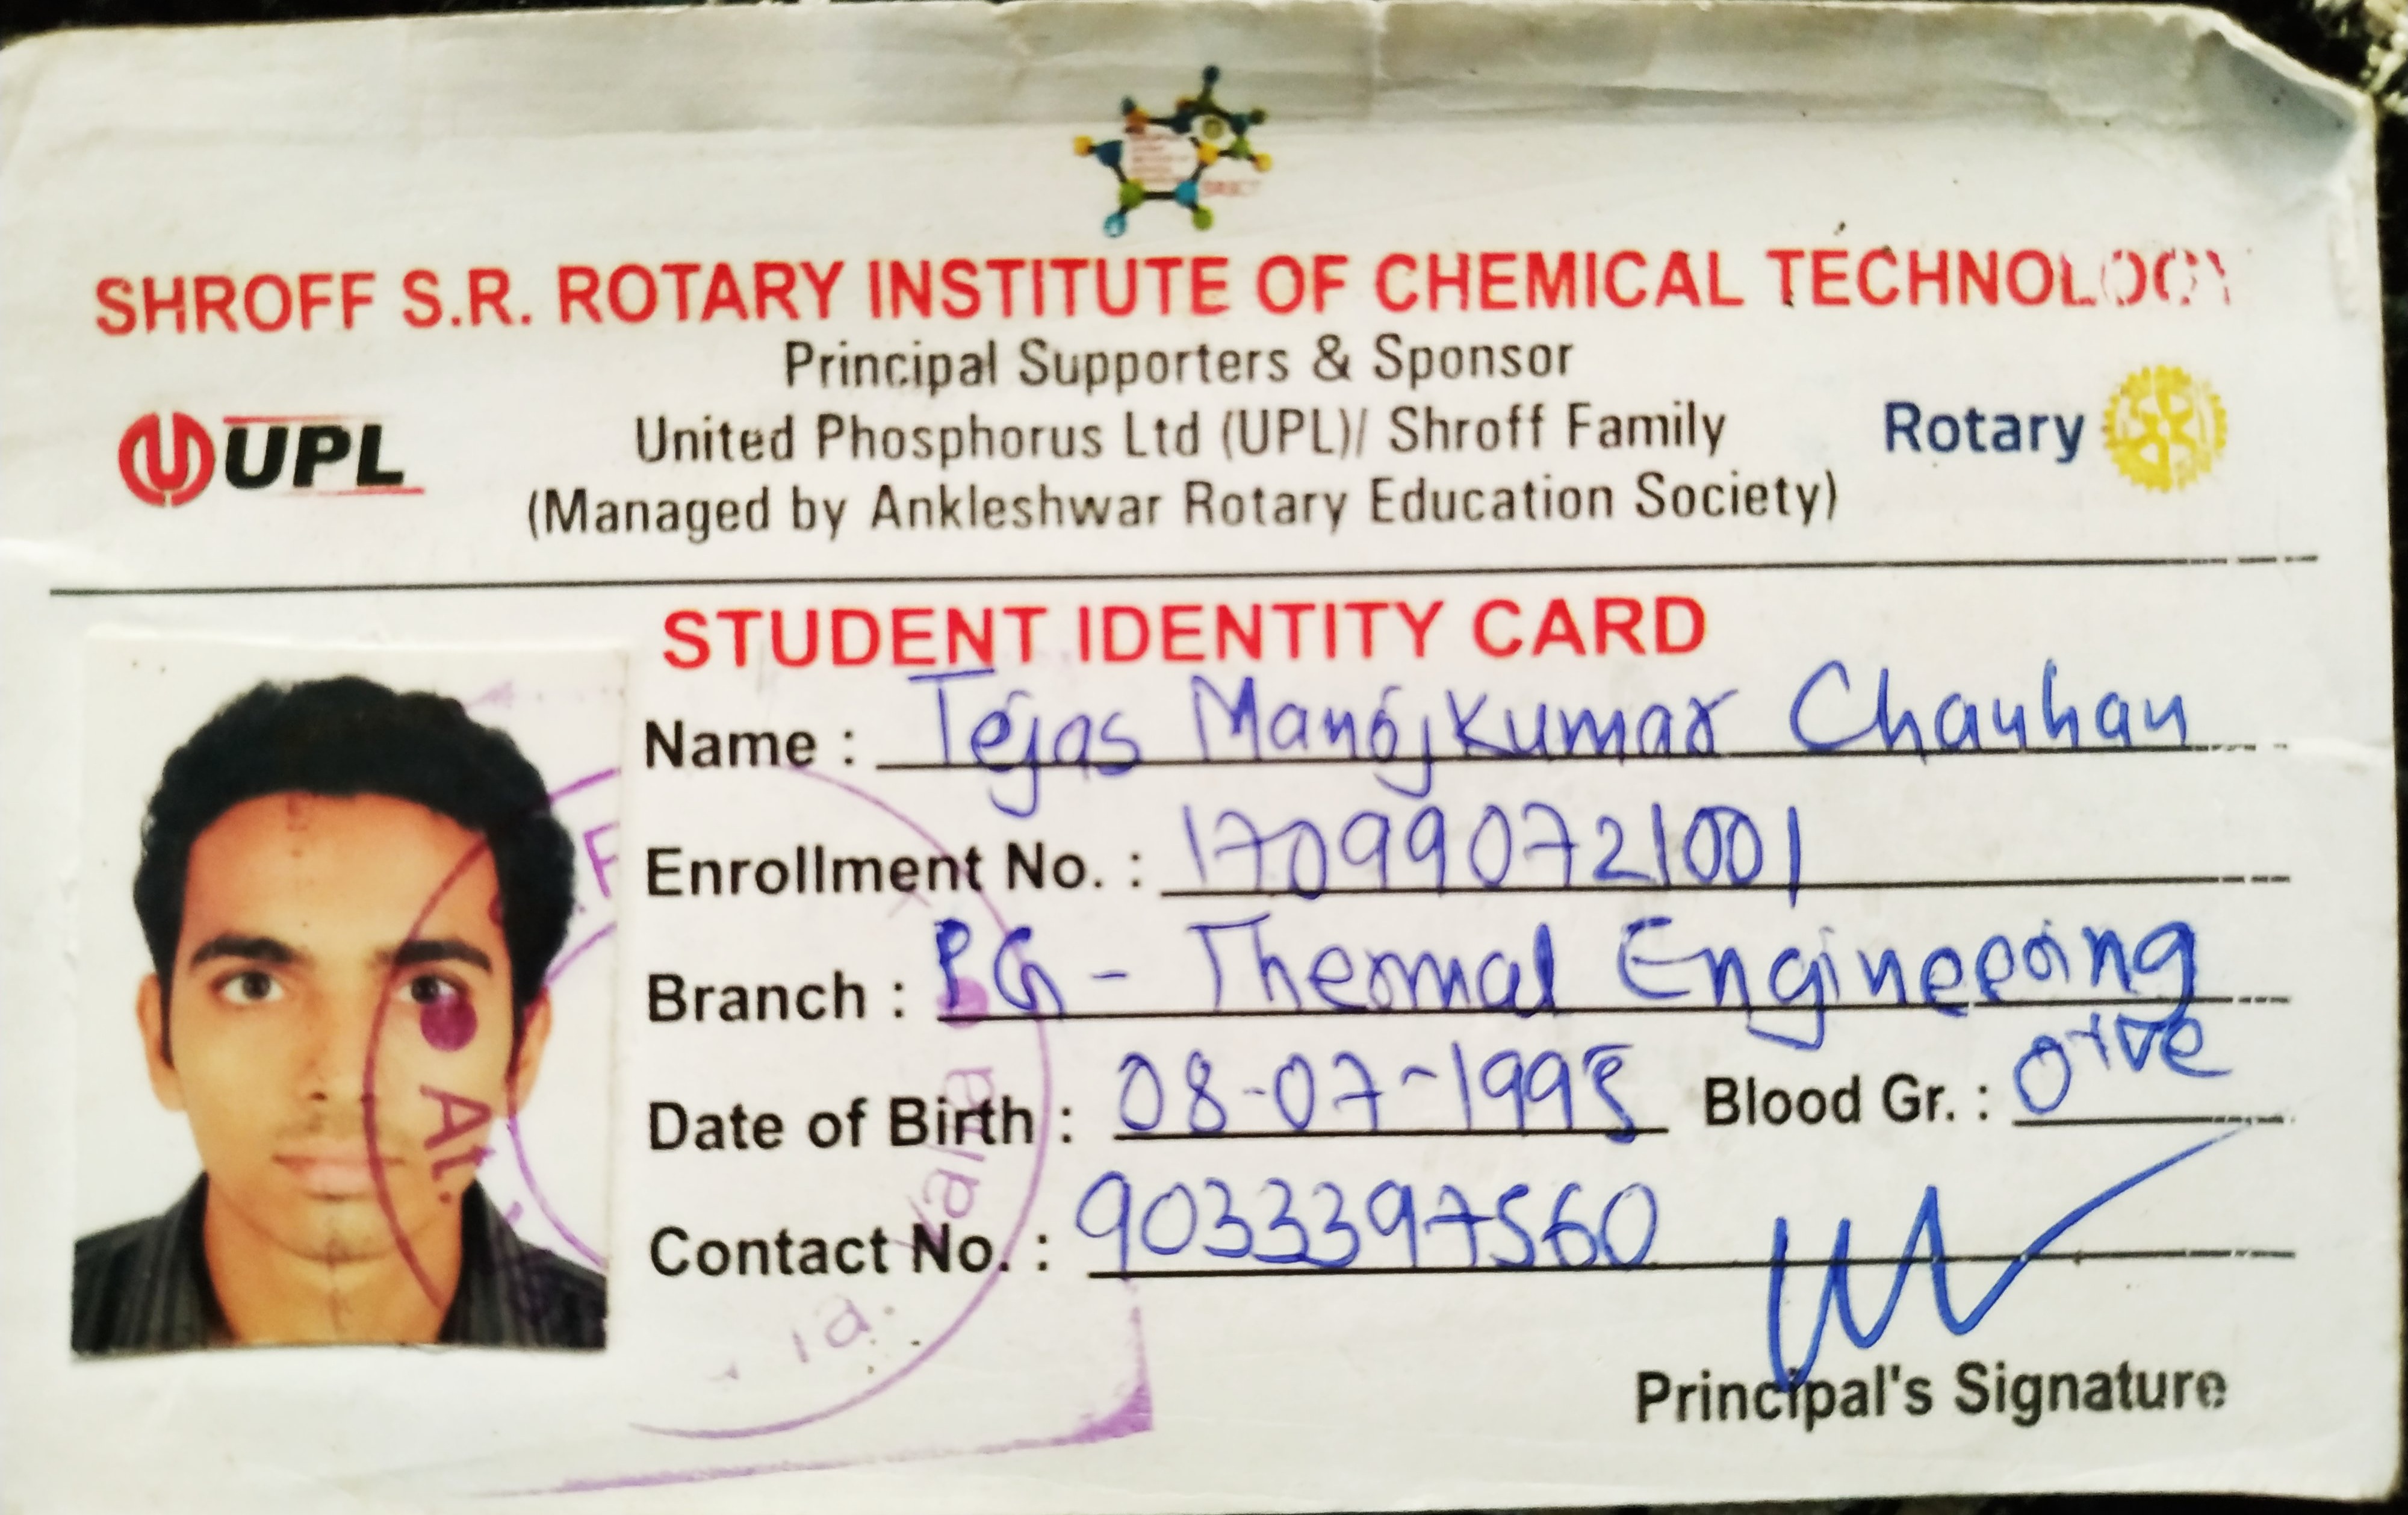 SHROFF S.R. ROTARY INSTITUTE OF CHEMICAL TECHNOLOGY
Principal Supporters & Sponsor
UPL
United Phosphorus Ltd (UPL)/ Shroff Family
Rotary
(Managed by Ankleshwar Rotary Education Society)
STUDENT IDENTITY CARD
Name : Tejas Manojkumar Chauhan
Enrollment No. : 170990721001
Branch : PG - Thermal Engineering
Date of Birth : 08-07-1995 Blood Gr. : O+ve
Contact No. : 9033397560
At.
Principal's Signature